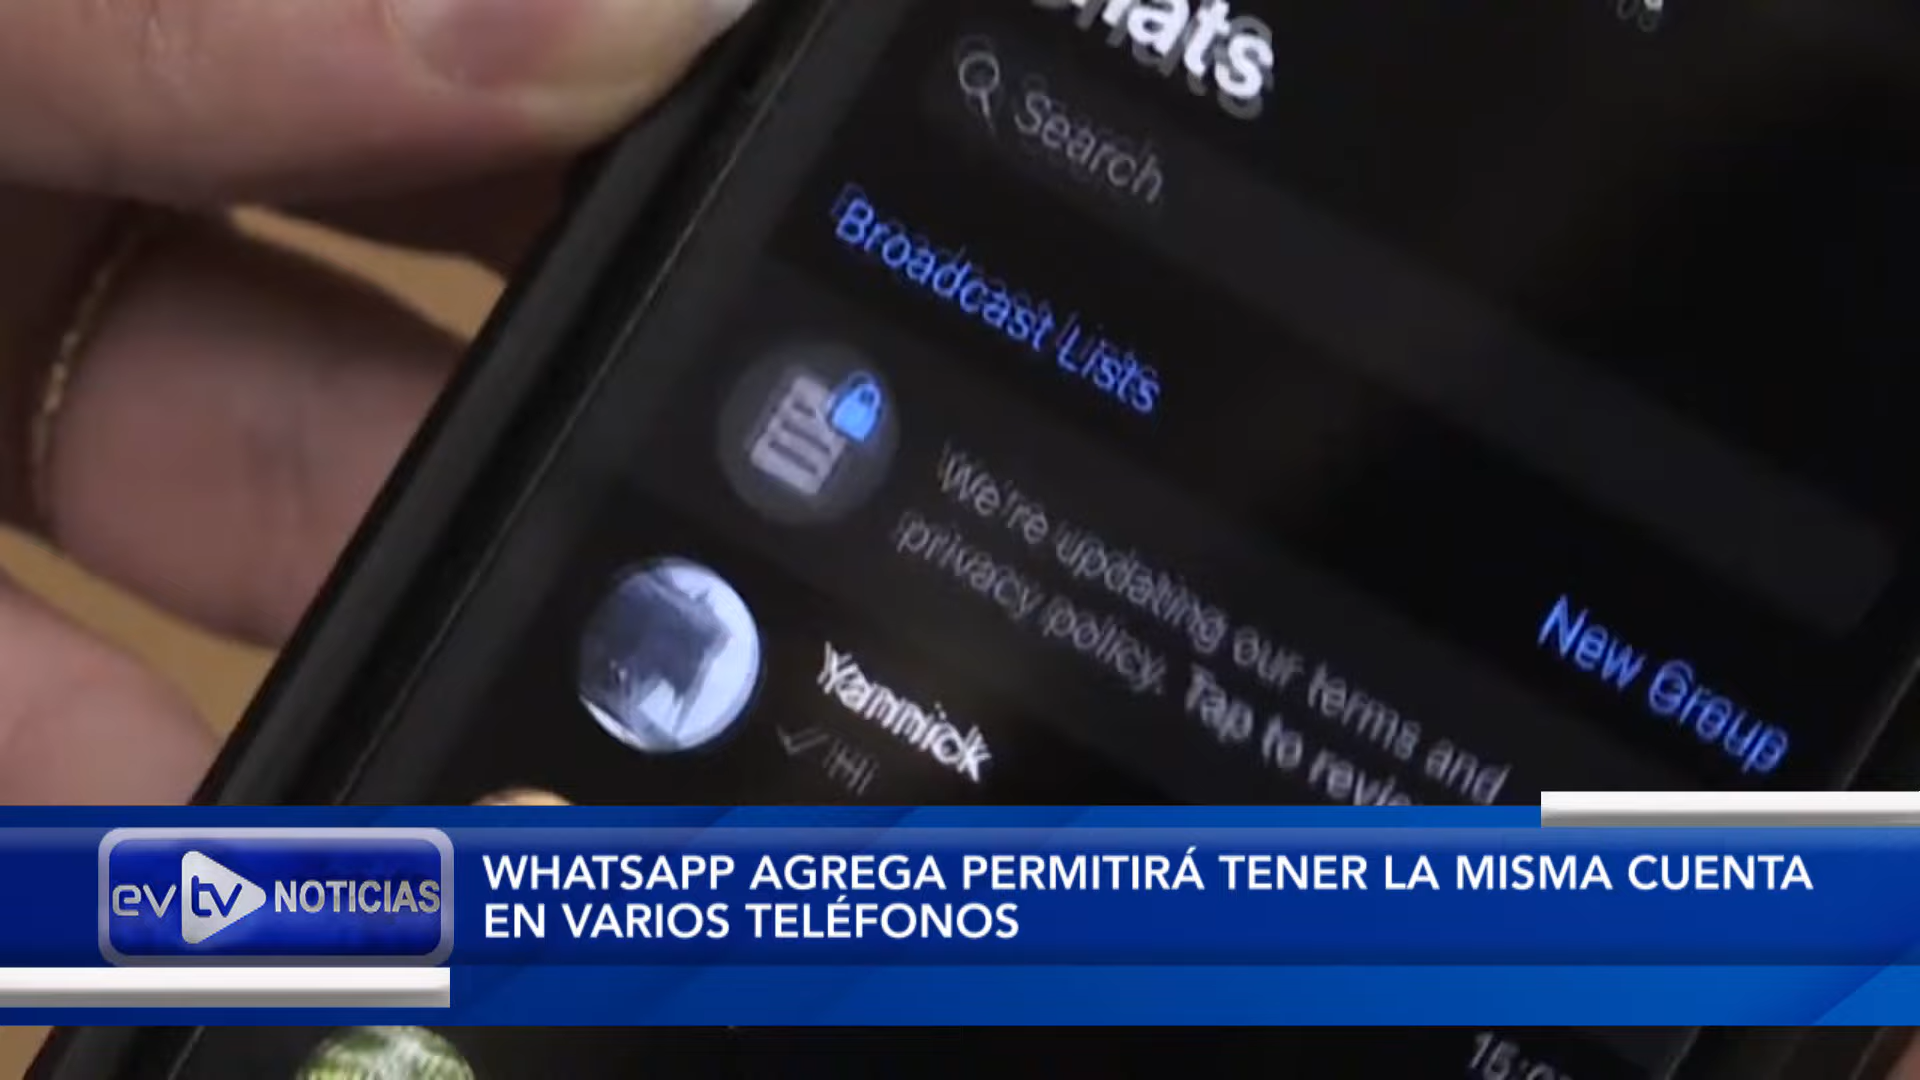 Chats
Search
Broadcast Lists
New Group
We're updating our terms and
privacy policy. Tap to review
Yannick
evtv NOTICIAS
WHATSAPP AGREGA PERMITIRÁ TENER LA MISMA CUENTA
EN VARIOS TELÉFONOS